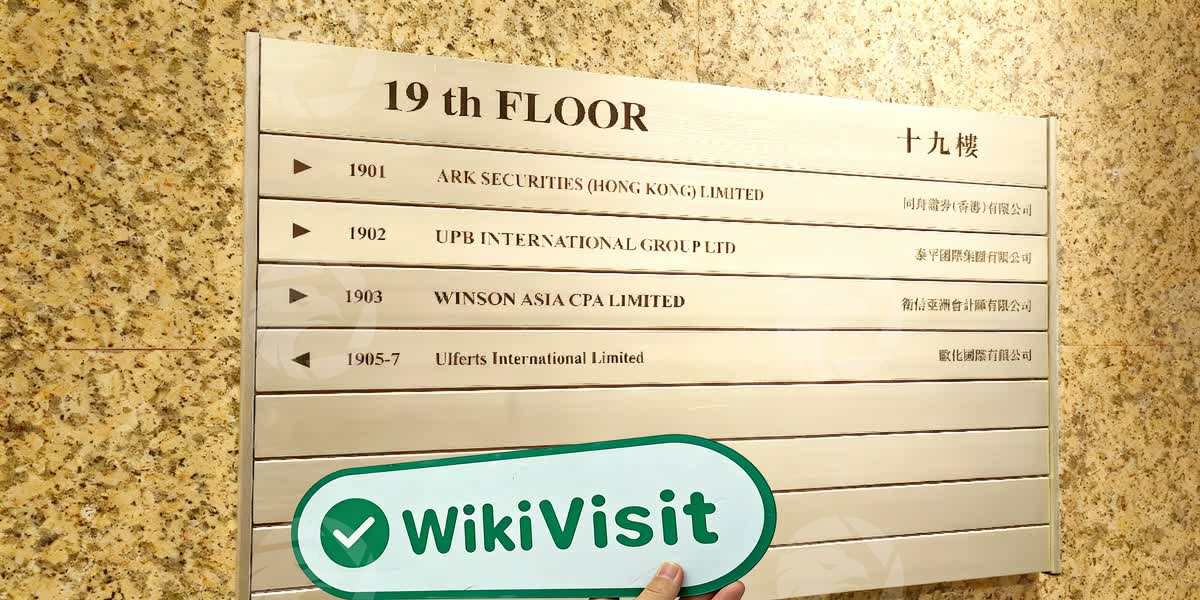 19 th FLOOR 十九樓
1901 ARK SECURITIES (HONG KONG) LIMITED 同舟證券(香港)有限公司
1902 UPB INTERNATIONAL GROUP LTD 泰平國際集團有限公司
1903 WINSON ASIA CPA LIMITED 衛信亞洲會計師有限公司
1905-7 Ulferts International Limited 歐化國際有限公司
WikiVisit